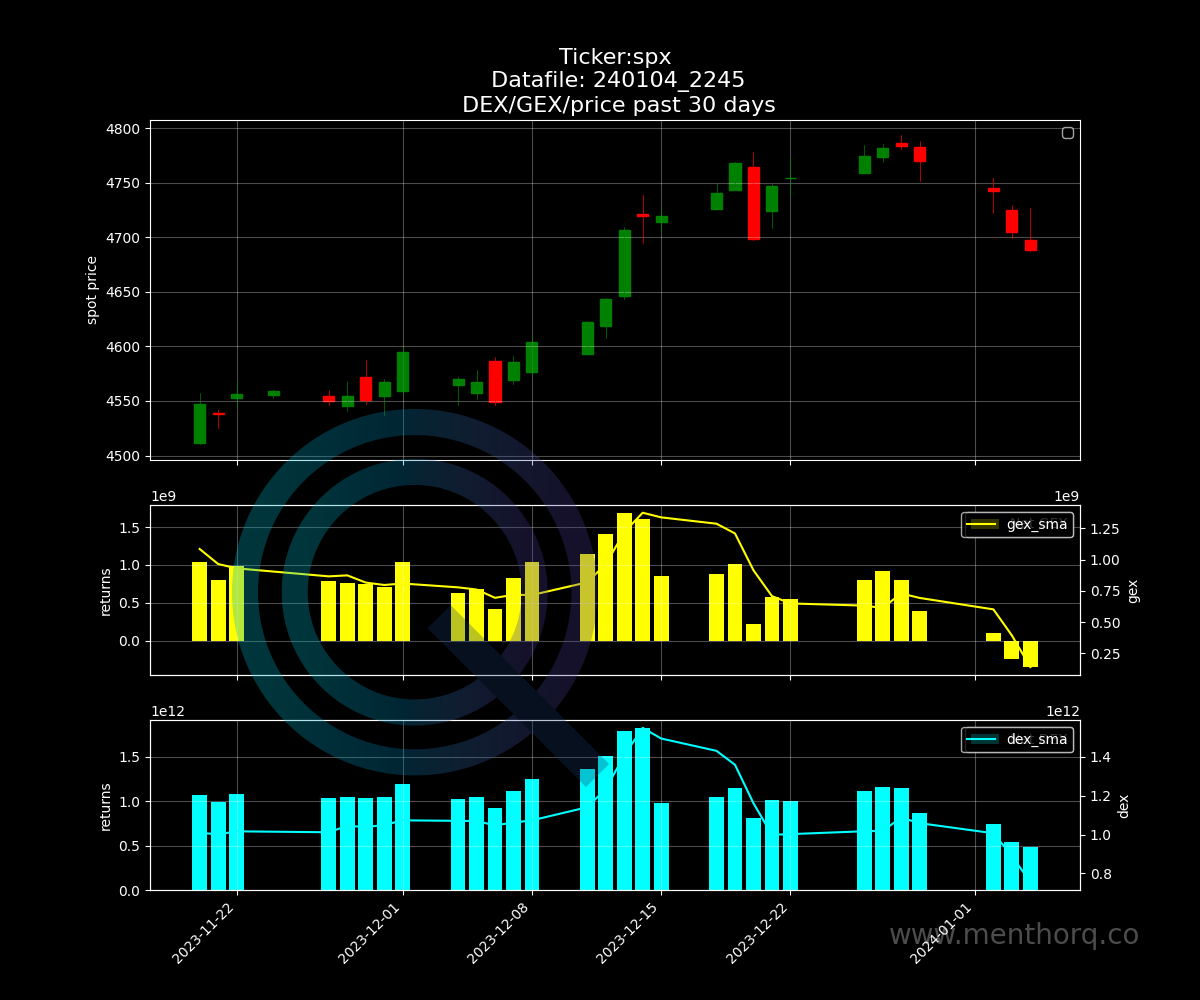 Ticker:spx
Datafile: 240104_2245
DEX/GEX/price past 30 days
4800
4750
4700
4650
4600
4550
4500
spot price
1e9
1e9
1.5
1.0
0.5
0.0
returns
gex_sma
1.25
1.00
0.75
0.50
0.25
gex
1e12
1e12
1.5
1.0
0.5
0.0
returns
dex_sma
1.4
1.2
1.0
0.8
dex
2023-11-22
2023-12-01
2023-12-08
2023-12-15
2023-12-22
2024-01-01
www.menthorq.co